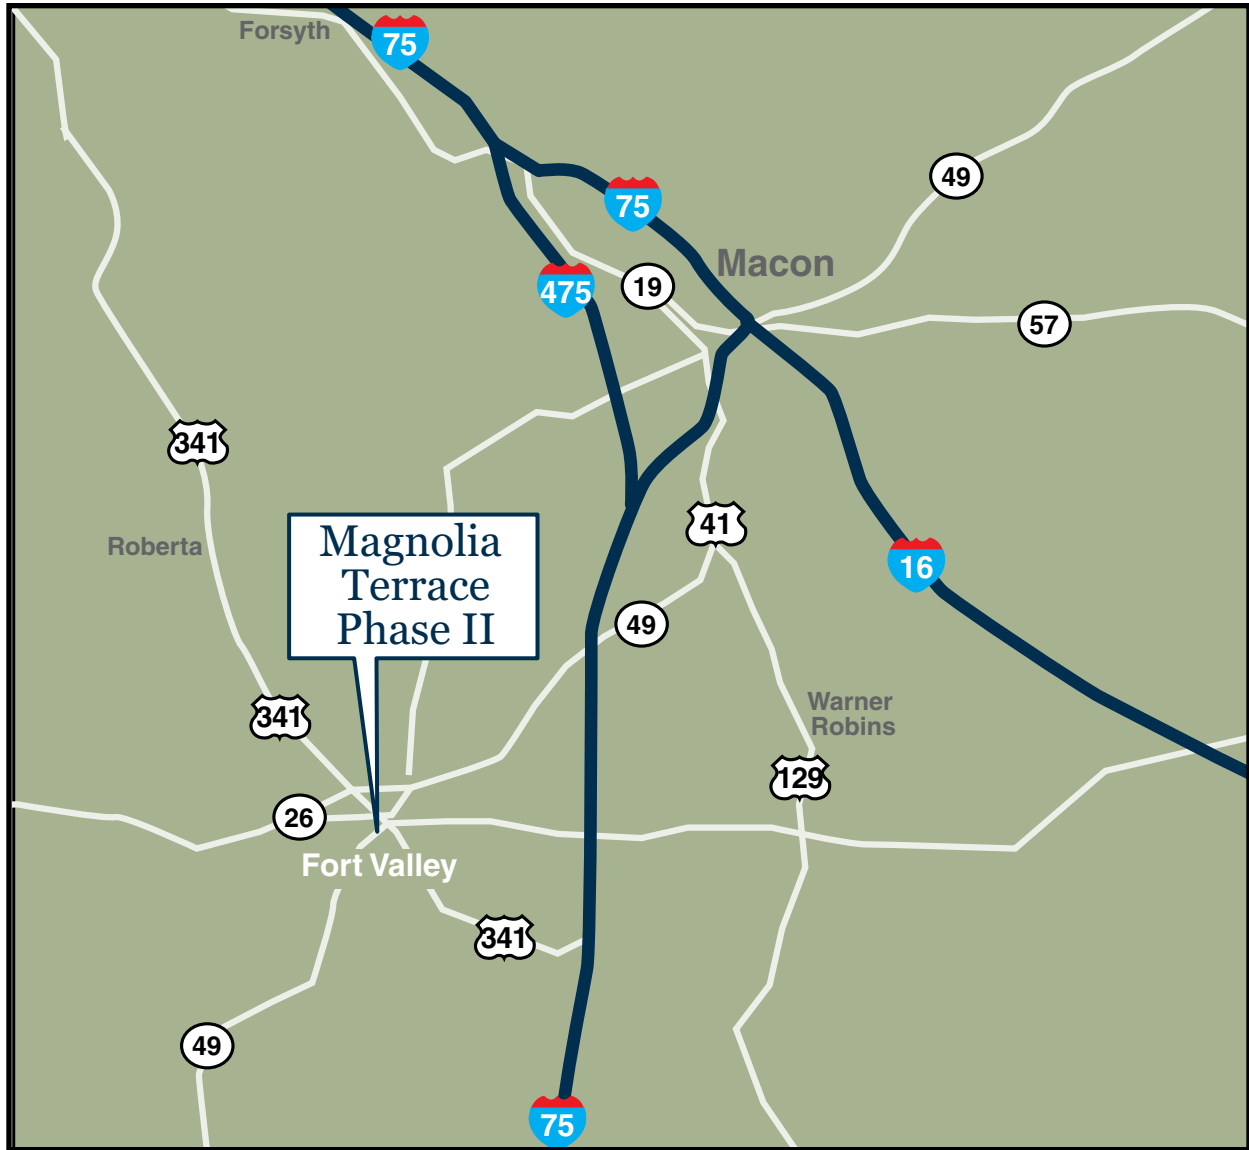 Forsyth
75
49
75
Macon
475
19
57
341
41
Roberta
Magnolia
Terrace
Phase II
16
49
341
Warner
Robins
129
26
Fort Valley
341
49
75